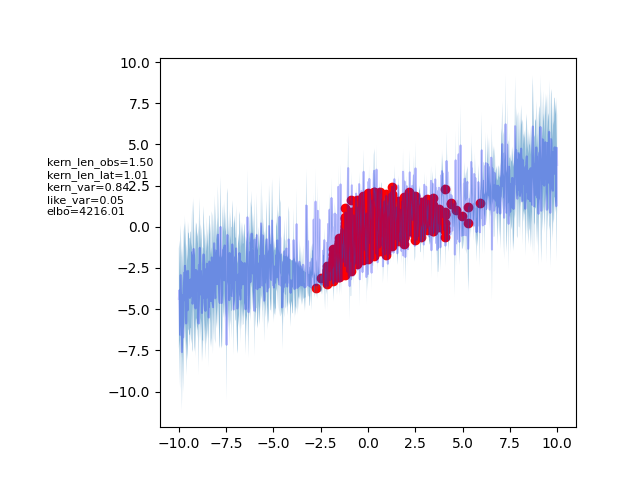 10.0
7.5
5.0
2.5
0.0
−2.5
−5.0
−7.5
−10.0
kern_len_obs=1.50
kern_len_lat=1.01
kern_var=0.84
like_var=0.05
elbo=4216.01
−10.0 −7.5 −5.0 −2.5 0.0 2.5 5.0 7.5 10.0